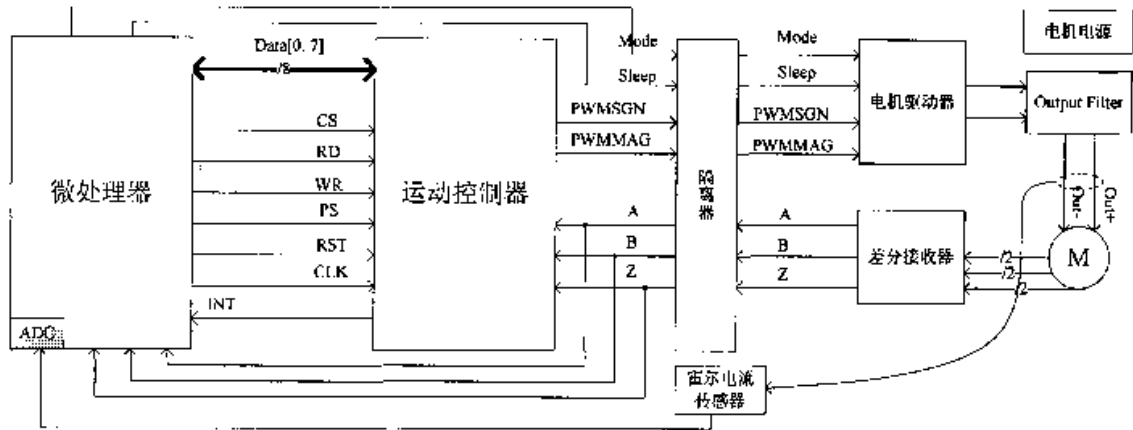 Data[0, 7]
/8
CS
RD
WR
PS
RST
CLK
INT
ADC
微处理器
运动控制器
Mode
Sleep
PWMSGN
PWMMAG
A
B
Z
隔离器
Mode
Sleep
PWMSGN
PWMMAG
A
B
Z
电机驱动器
差分接收器
电机电源
Output Filter
Out-
Out+
M
/2
/2
/2
霍尔电流
传感器